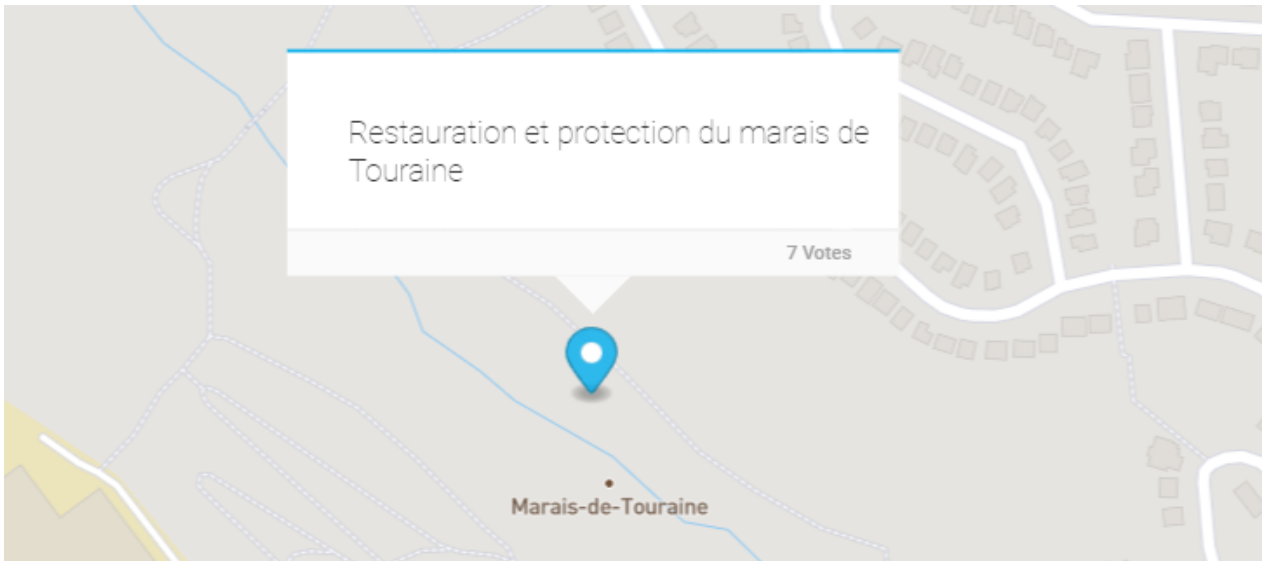 Restauration et protection du marais de
Touraine
7 Votes
Marais-de-Touraine